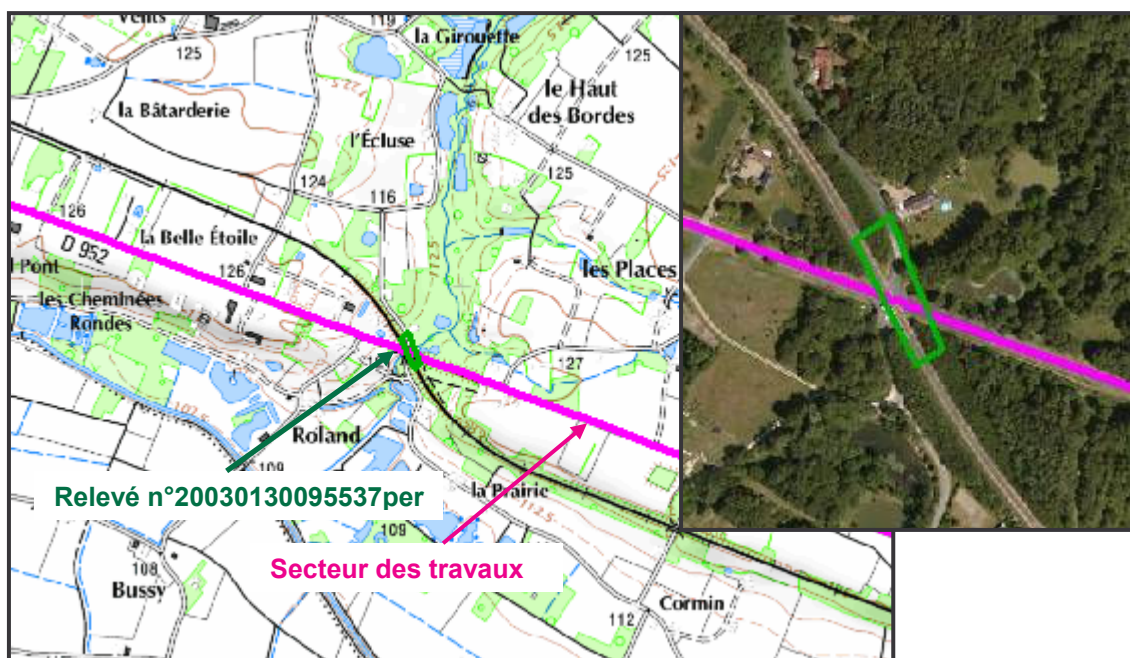 Vents
119
la Girouette
125
125
le Haut
des Bordes
la Bâtarderie
l'Écluse
124
116
125
126
D 952
la Belle Étoile
126
les Places
les Cheminées
Rondes
127
Roland
109
Relevé n°20030130095537per
la Prairie
109
Secteur des travaux
108
Bussy
Cormin
112